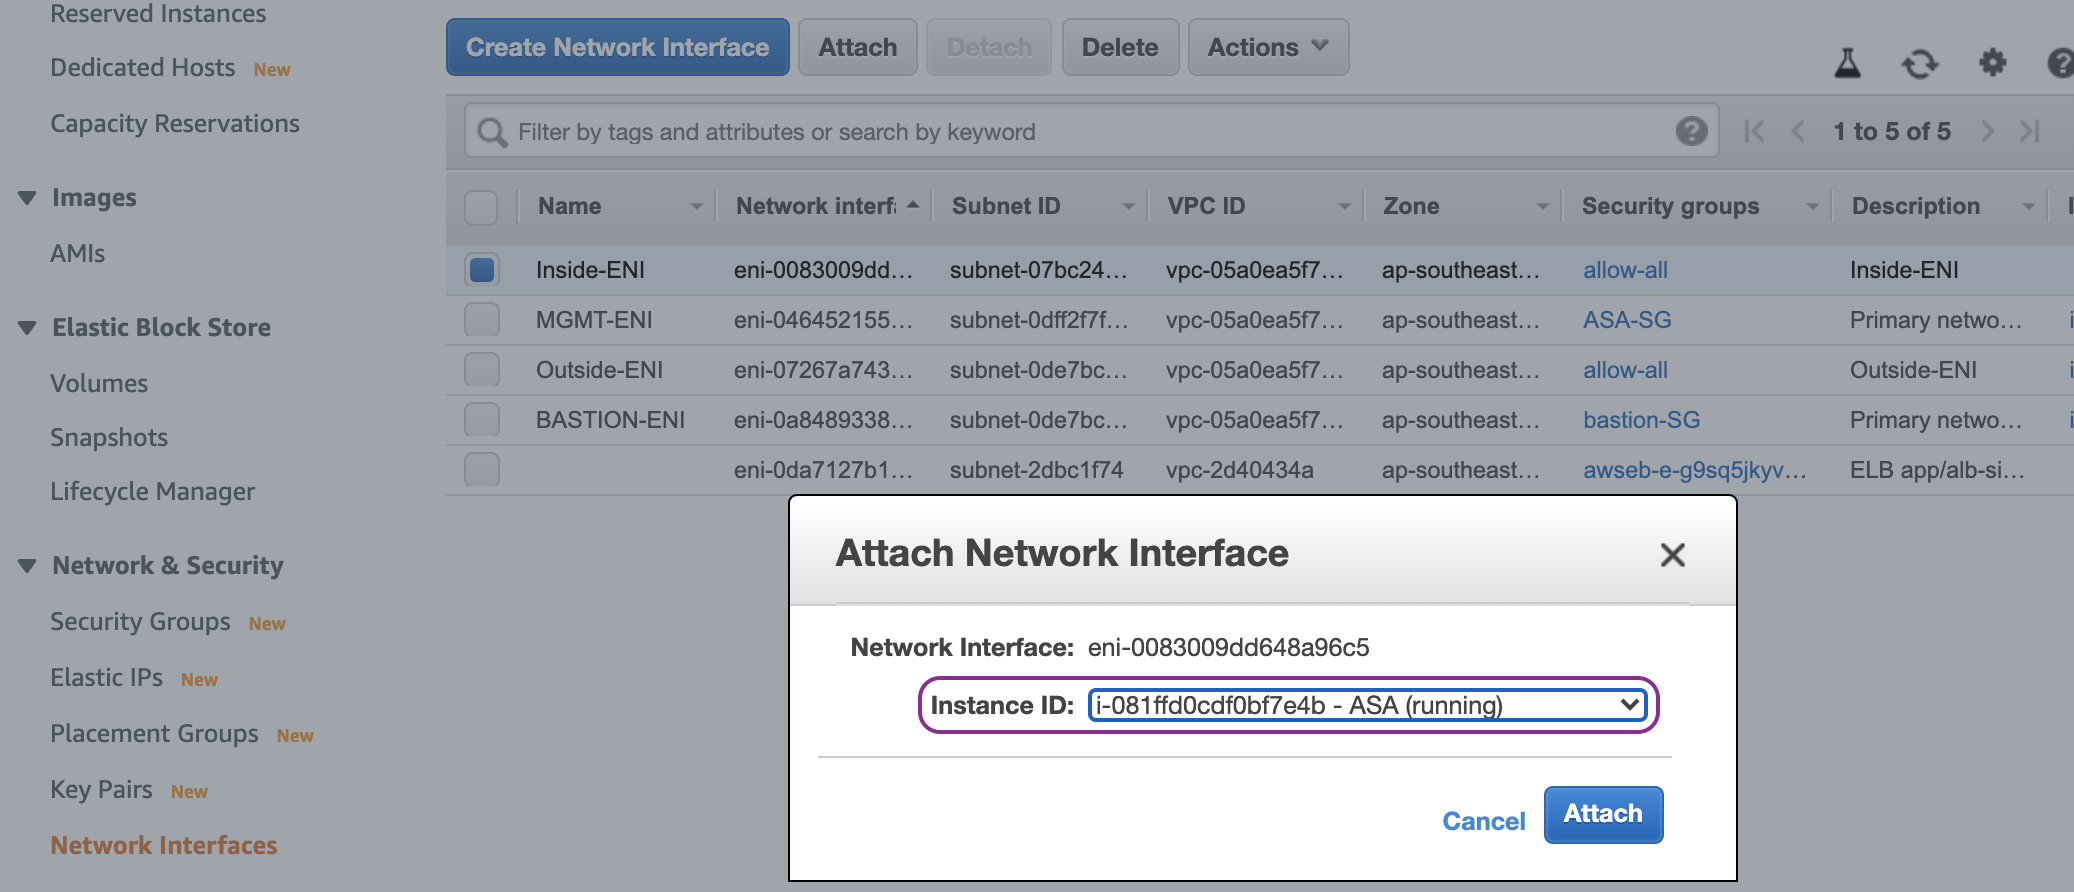 Reserved Instances
Dedicated Hosts New
Capacity Reservations
Images
AMIs
Elastic Block Store
Volumes
Snapshots
Lifecycle Manager
Network & Security
Security Groups New
Elastic IPs New
Placement Groups New
Key Pairs New
Network Interfaces
Create Network Interface Attach Detach Delete Actions
Filter by tags and attributes or search by keyword ? 1 to 5 of 5
Name Network interf Subnet ID VPC ID Zone Security groups Description
Inside-ENI eni-0083009dd... subnet-07bc24... vpc-05a0ea5f7... ap-southeast... allow-all Inside-ENI
MGMT-ENI eni-046452155... subnet-0dff2f7f... vpc-05a0ea5f7... ap-southeast... ASA-SG Primary netwo...
Outside-ENI eni-07267a743... subnet-0de7bc... vpc-05a0ea5f7... ap-southeast... allow-all Outside-ENI
BASTION-ENI eni-0a8489338... subnet-0de7bc... vpc-05a0ea5f7... ap-southeast... bastion-SG Primary netwo...
eni-0da7127b1... subnet-2dbc1f74 vpc-2d40434a ap-southeast... awseb-e-g9sq5jkyv... ELB app/alb-si...
Attach Network Interface
Network Interface: eni-0083009dd648a96c5
Instance ID: i-081ffd0cdf0bf7e4b - ASA (running)
Cancel Attach